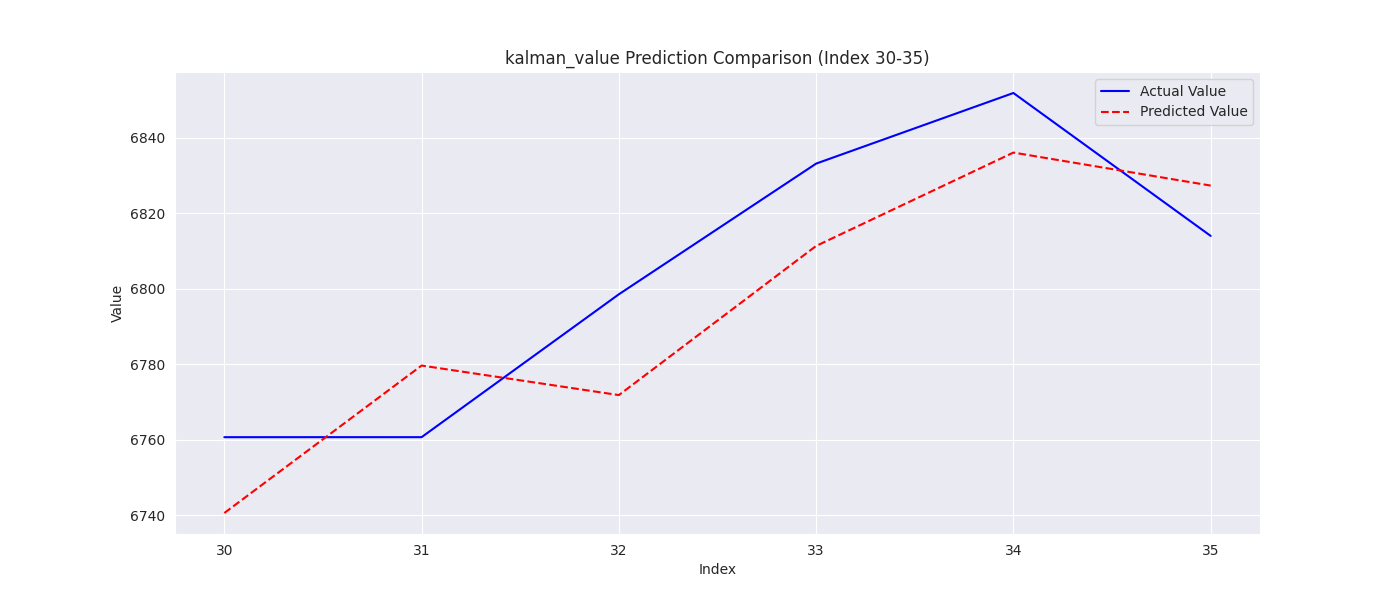 kalman_value Prediction Comparison (Index 30-35)
Actual Value
Predicted Value
Value
6840
6820
6800
6780
6760
6740
30 31 32 33 34 35
Index